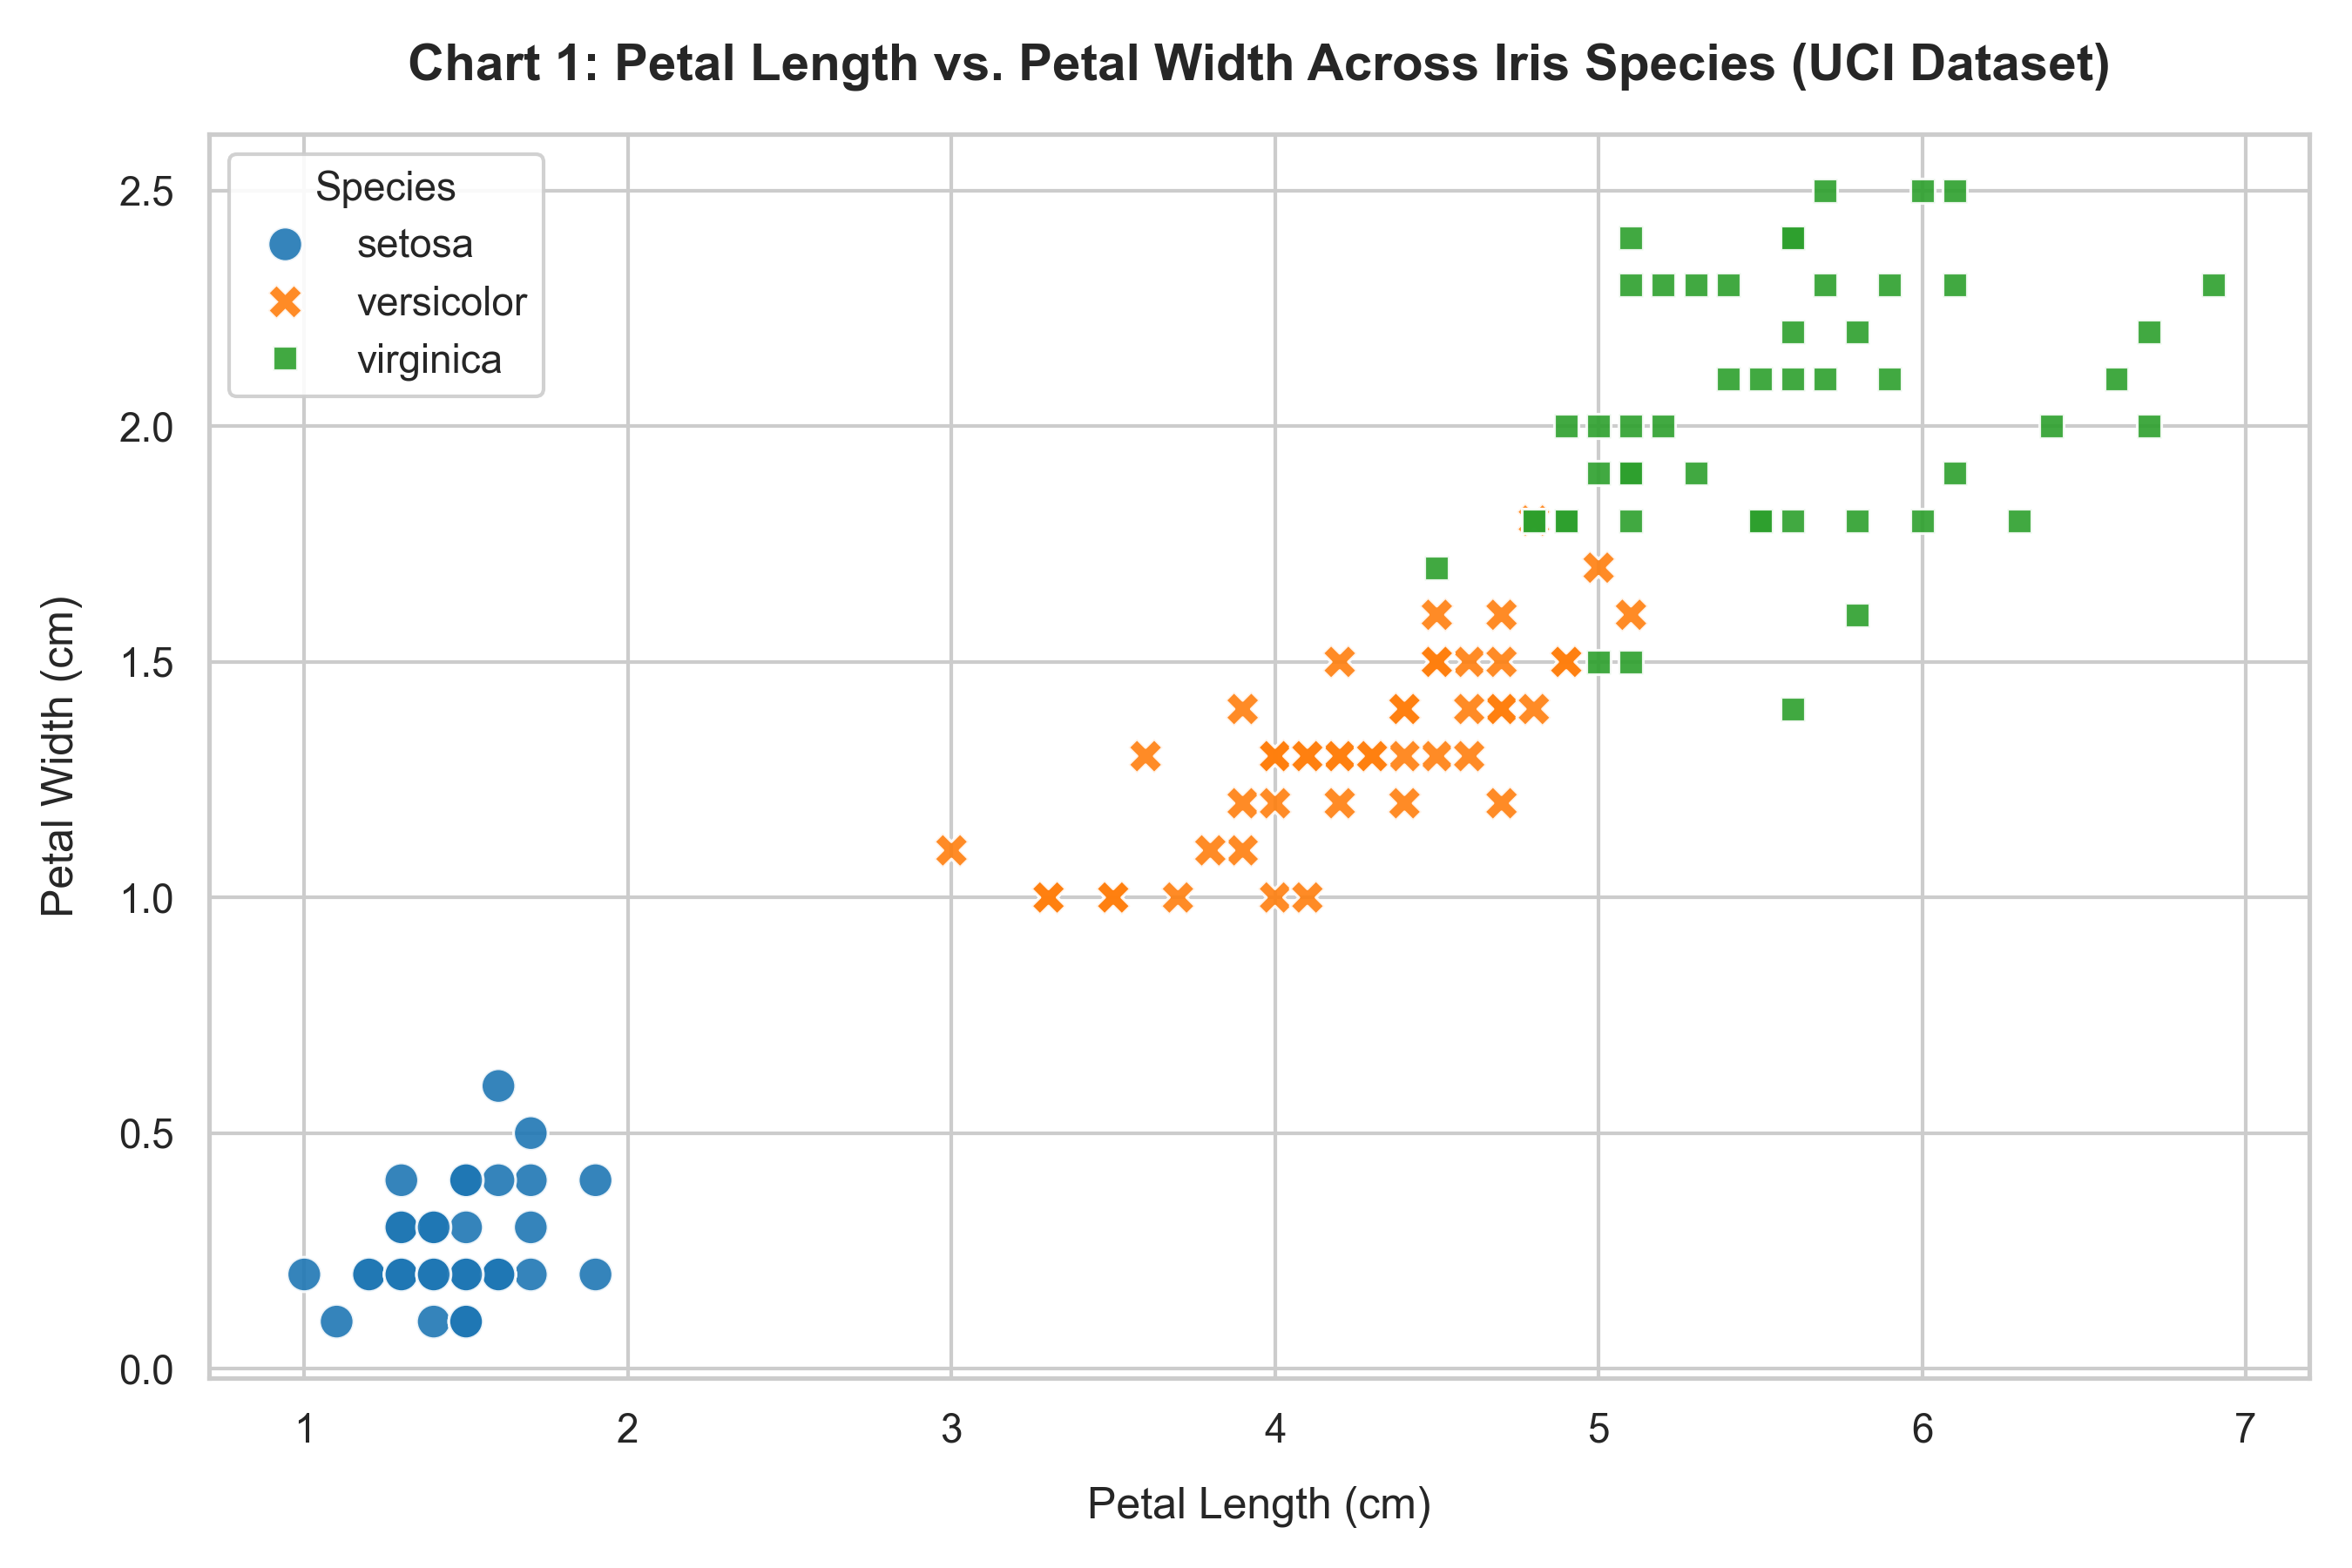 Chart 1: Petal Length vs. Petal Width Across Iris Species (UCI Dataset)
Species
setosa
versicolor
virginica
2.5
2.0
1.5
1.0
0.5
0.0
Petal Width (cm)
1 2 3 4 5 6 7
Petal Length (cm)